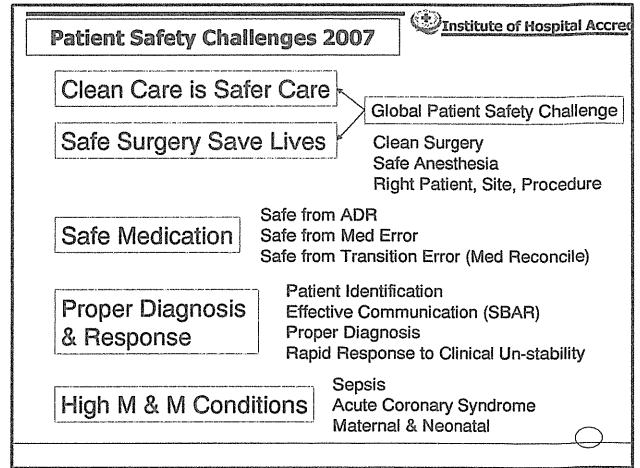 Institute of Hospital Accred
Patient Safety Challenges 2007
Clean Care is Safer Care
Global Patient Safety Challenge
Safe Surgery Save Lives
Clean Surgery
Safe Anesthesia
Right Patient, Site, Procedure
Safe Medication
Safe from ADR
Safe from Med Error
Safe from Transition Error (Med Reconcile)
Proper Diagnosis
& Response
Patient Identification
Effective Communication (SBAR)
Proper Diagnosis
Rapid Response to Clinical Un-stability
High M & M Conditions
Sepsis
Acute Coronary Syndrome
Maternal & Neonatal